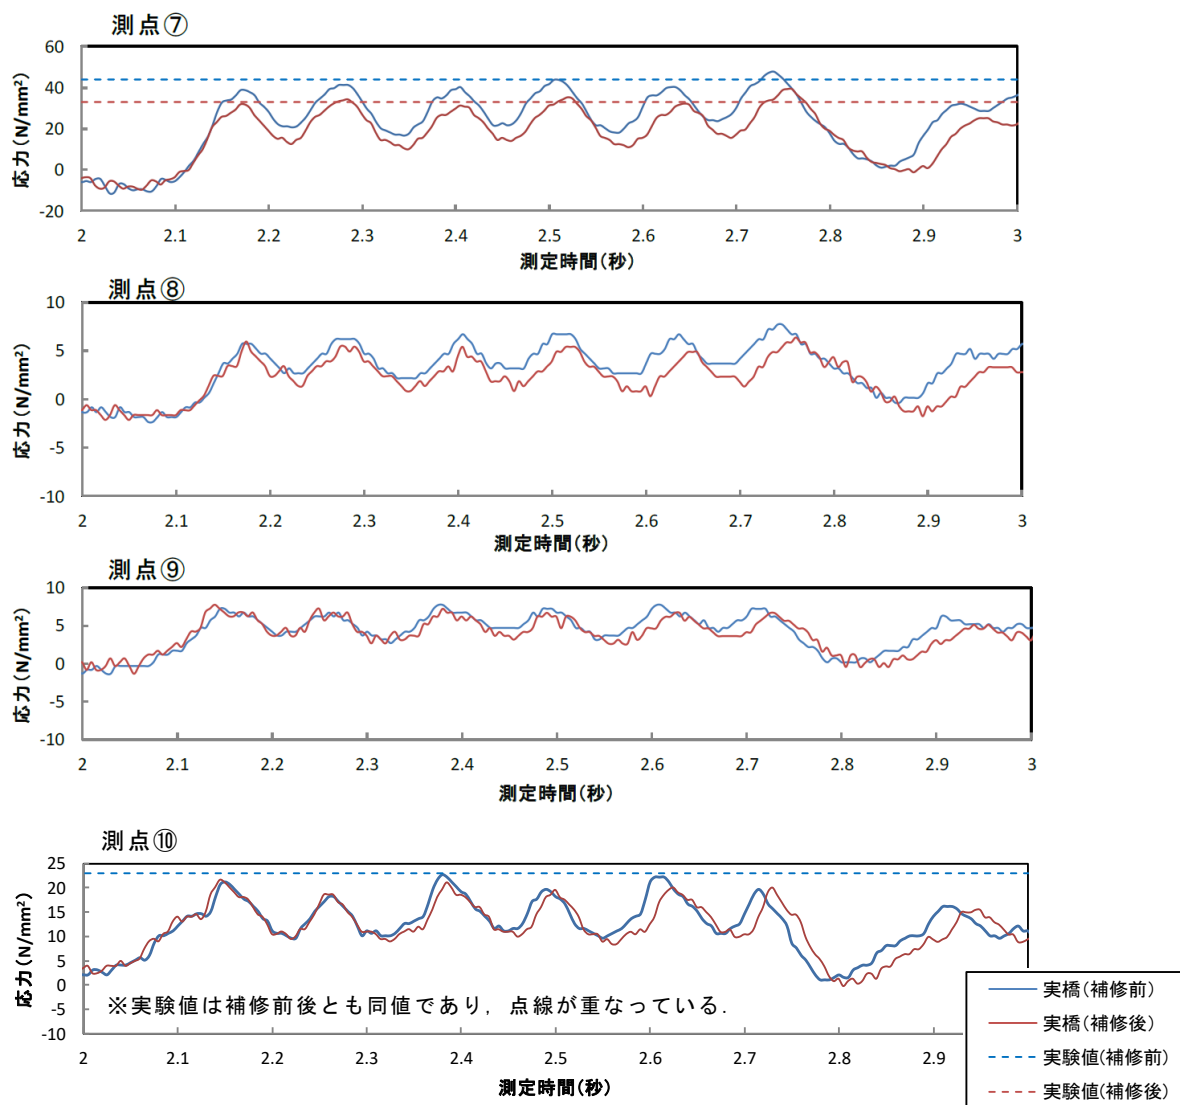 測点⑦
応力(N/mm²)
60
40
20
0
-20
2 2.1 2.2 2.3 2.4 2.5 2.6 2.7 2.8 2.9 3
測定時間(秒)
測点⑧
応力(N/mm²)
10
5
0
-5
-10
2 2.1 2.2 2.3 2.4 2.5 2.6 2.7 2.8 2.9 3
測定時間(秒)
測点⑨
応力(N/mm²)
10
5
0
-5
-10
2 2.1 2.2 2.3 2.4 2.5 2.6 2.7 2.8 2.9 3
測定時間(秒)
測点⑩
応力(N/mm²)
25
20
15
10
5
0
-5
-10
※実験値は補修前後とも同値であり，点線が重なっている.
2 2.1 2.2 2.3 2.4 2.5 2.6 2.7 2.8 2.9
測定時間(秒)
実橋(補修前)
実橋(補修後)
実験値(補修前)
実験値(補修後)